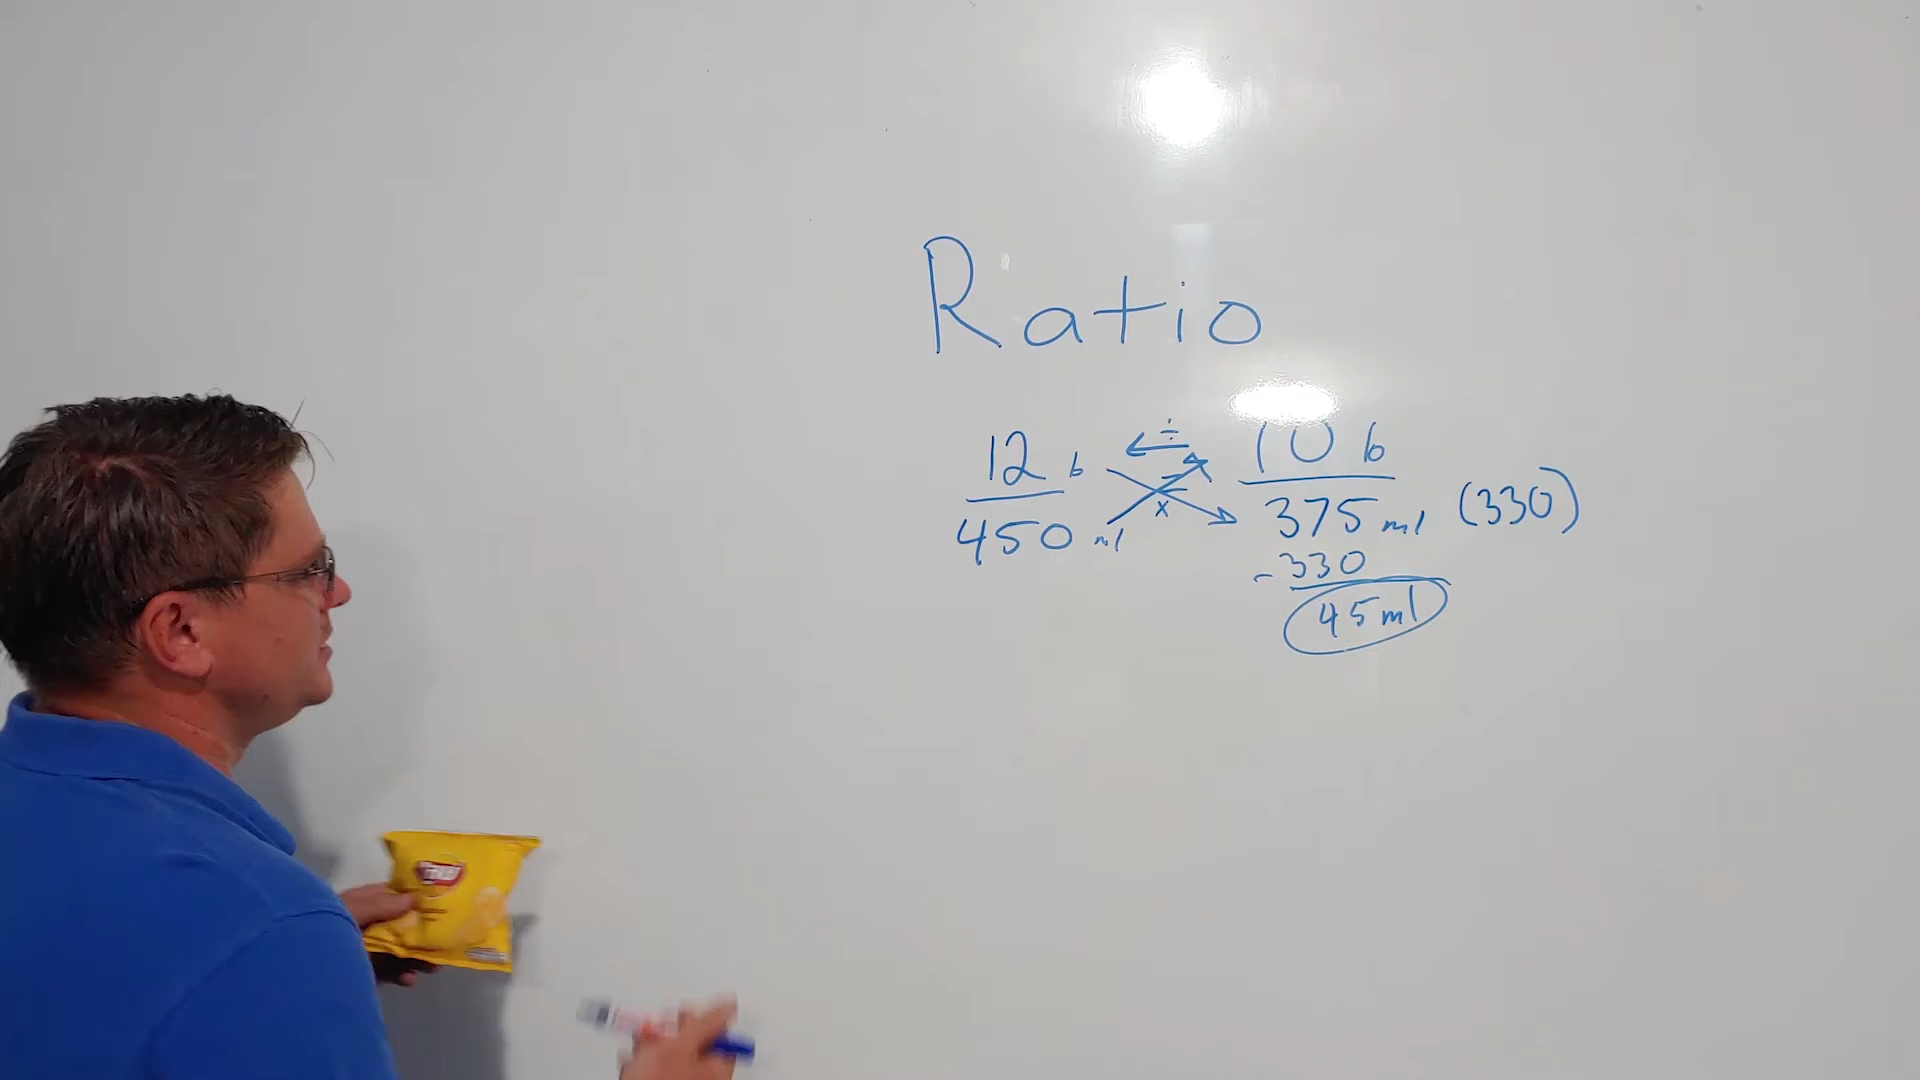 Ratio
12 b ÷ 10 b
450 ml x = 375 ml (330)
- 330
45 ml